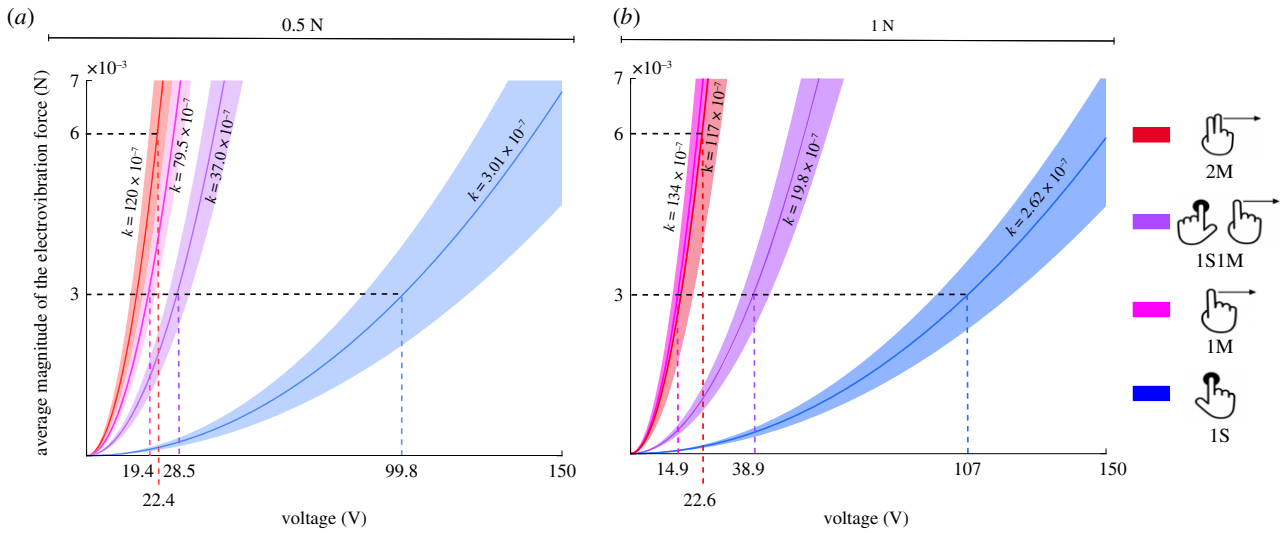 (a)
0.5 N
average magnitude of the electrovibration force (N)
×10⁻³
7
6
3
k = 120 × 10⁻⁷
k = 79.5 × 10⁻⁷
k = 37.0 × 10⁻⁷
k = 3.01 × 10⁻⁷
19.4
28.5
99.8
150
22.4
voltage (V)
(b)
1 N
×10⁻³
7
6
3
k = 134 × 10⁻⁷
k = 117 × 10⁻⁷
k = 19.8 × 10⁻⁷
k = 2.62 × 10⁻⁷
14.9
38.9
107
150
22.6
voltage (V)
2M
1S1M
1M
1S